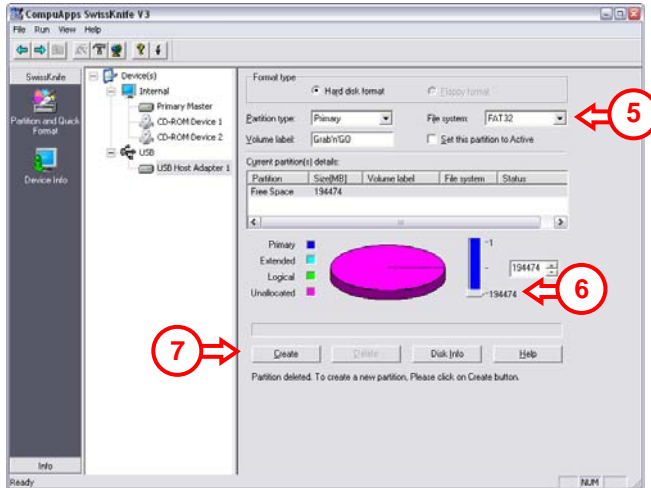 CompuApps SwissKnife V3
File Run View Help
SwissKnife
Partition and Quick Format
Device Info
Info
Device(s)
Internal
Primary Master
CD-ROM Device 1
CD-ROM Device 2
USB
USB Host Adapter 1
Format type
Hard disk format
Floppy format
Partition type: Primary
File system: FAT32
5
Volume label: Grab'n'GO
Set this partition to Active
Current partition(s) details:
Partition Size[MB] Volume label File system Status
Free Space 194474
Primary
Extended
Logical
Unallocated
-1
-
194474
-194474
6
7
Create Delete Disk Info Help
Partition deleted. To create a new partition, Please click on Create button.
Ready
NUM